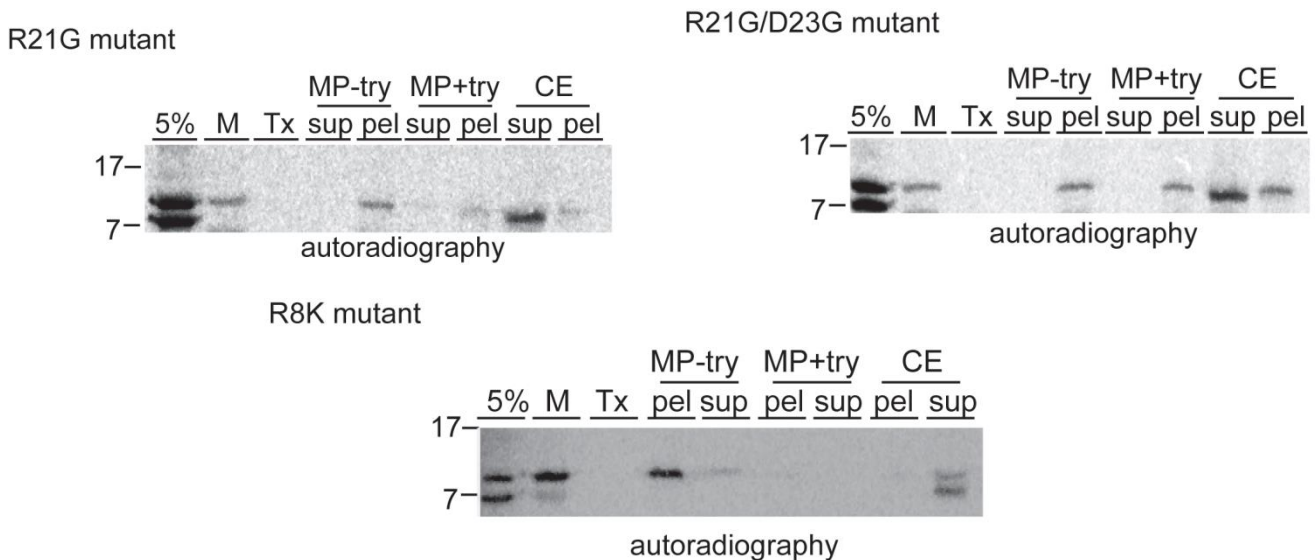 R21G mutant
MP-try MP+try CE
5% M Tx sup pel sup pel sup pel
17
7
autoradiography
R21G/D23G mutant
MP-try MP+try CE
5% M Tx sup pel sup pel sup pel
17
7
autoradiography
R8K mutant
MP-try MP+try CE
5% M Tx pel sup pel sup pel sup
17
7
autoradiography